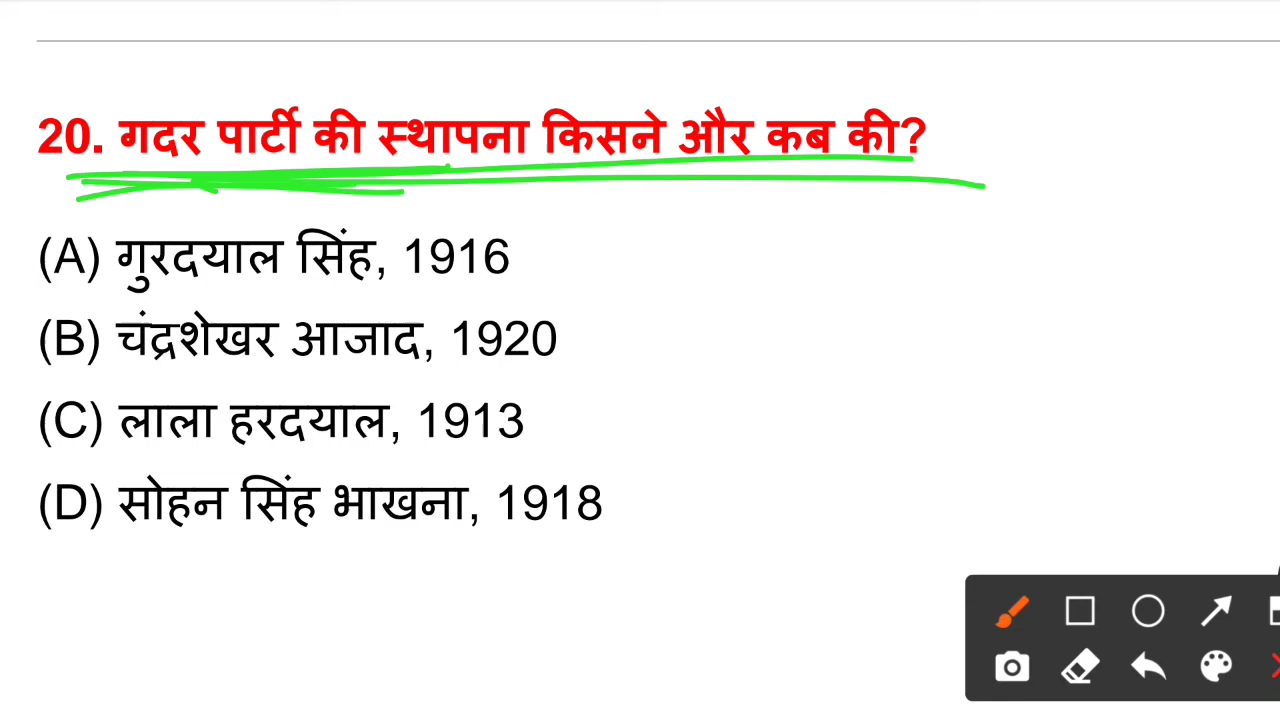 20. गदर पार्टी की स्थापना किसने और कब की?
(A) गुरदयाल सिंह, 1916
(B) चंद्रशेखर आजाद, 1920
(C) लाला हरदयाल, 1913
(D) सोहन सिंह भाखना, 1918